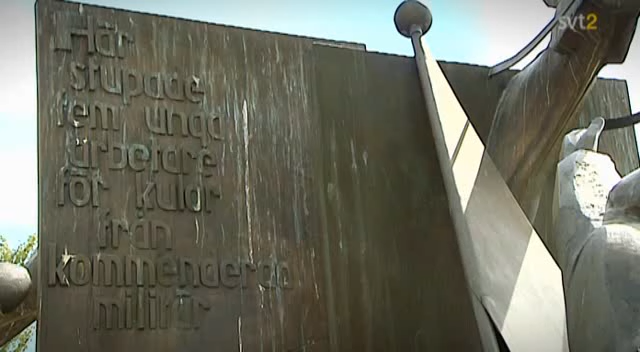 svt2
Här
stupade
fem unga
arbetare
för kulor
från
kommenderad
militär